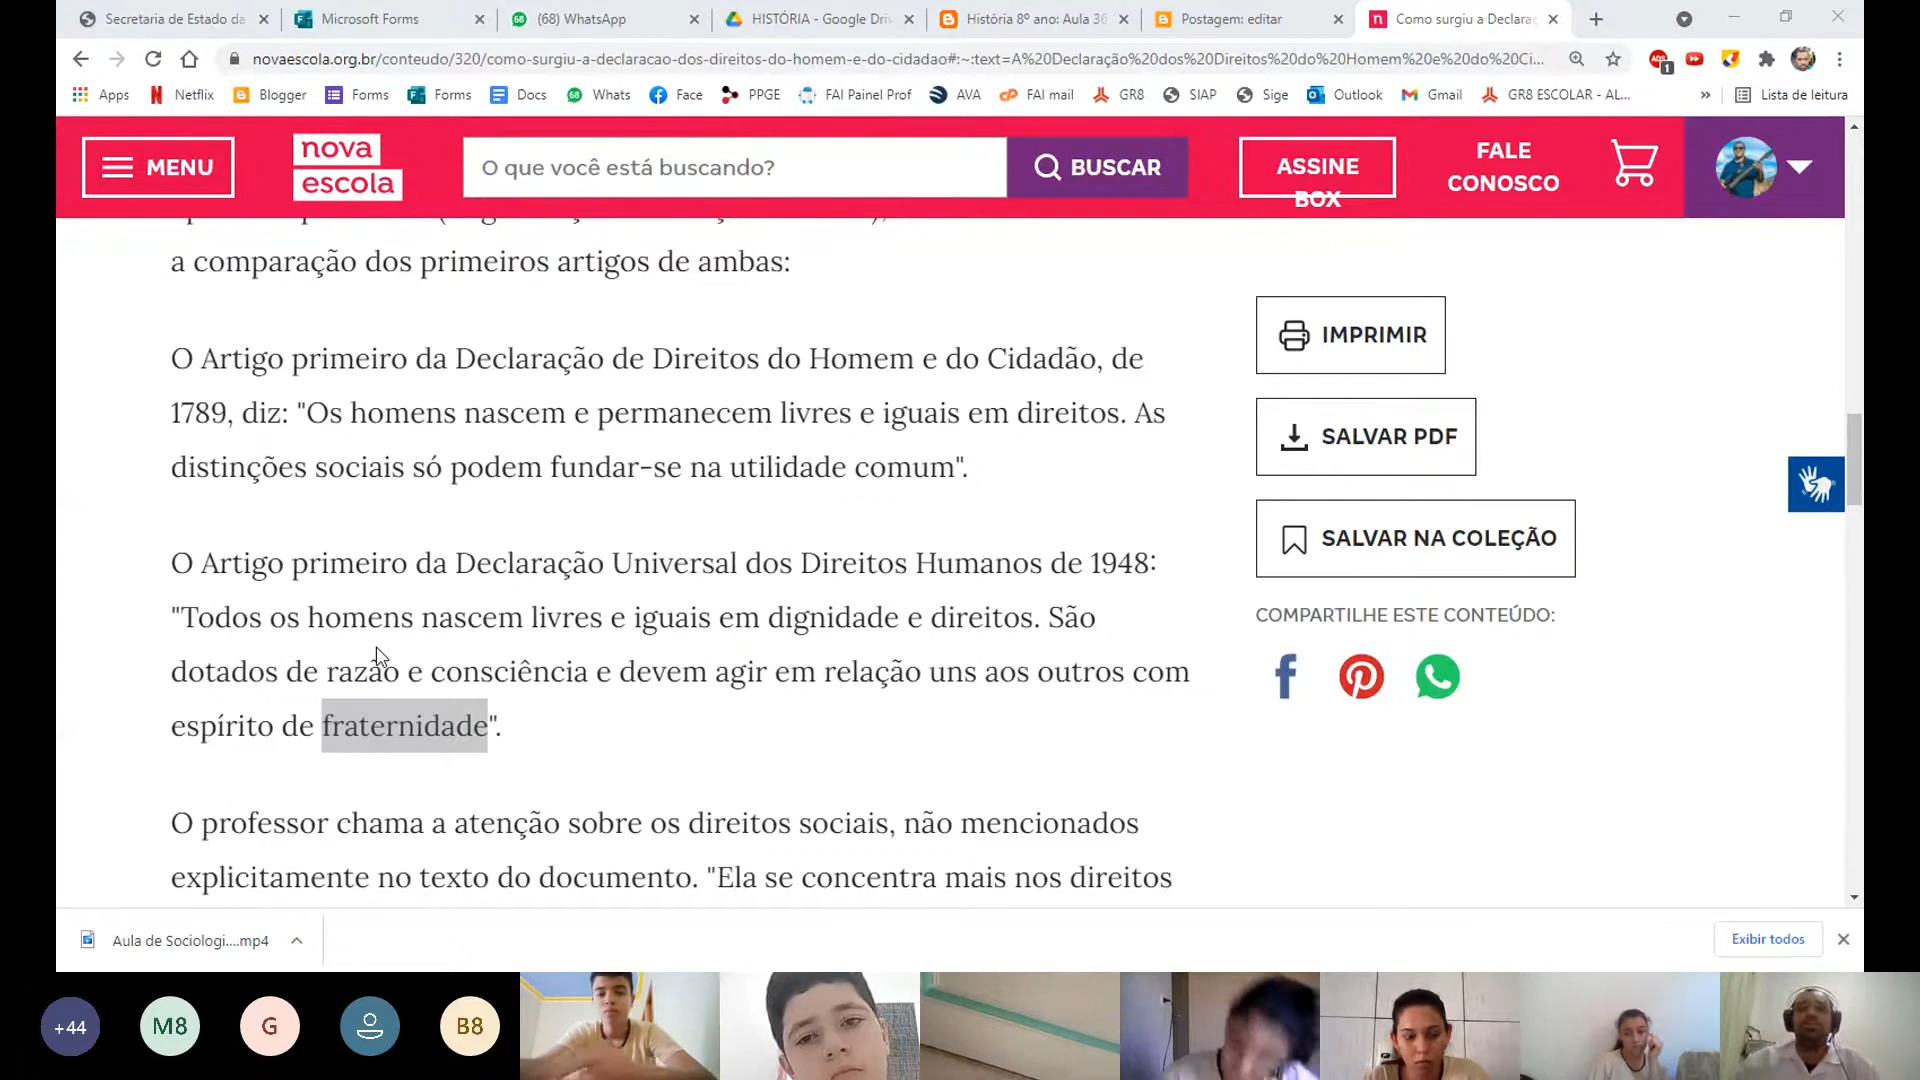 Secretaria de Estado da
Microsoft Forms
(68) WhatsApp
HISTÓRIA - Google Driv
História 8º ano: Aula 36
Postagem: editar
Como surgiu a Declaraç
novaescola.org.br/conteudo/320/como-surgiu-a-declaracao-dos-direitos-do-homem-e-do-cidadao#:~:text=A%20Declaração%20dos%20Direitos%20do%20Homem%20e%20do%20Ci...
Apps
Netflix
Blogger
Forms
Forms
Docs
Whats
Face
PPGE
FAI Painel Prof
AVA
FAI mail
GR8
SIAP
Sige
Outlook
Gmail
GR8 ESCOLAR - AL...
Lista de leitura
MENU
nova
escola
O que você está buscando?
BUSCAR
ASSINE
BOX
FALE
CONOSCO
a comparação dos primeiros artigos de ambas:
O Artigo primeiro da Declaração de Direitos do Homem e do Cidadão, de
1789, diz: "Os homens nascem e permanecem livres e iguais em direitos. As
distinções sociais só podem fundar-se na utilidade comum".
O Artigo primeiro da Declaração Universal dos Direitos Humanos de 1948:
"Todos os homens nascem livres e iguais em dignidade e direitos. São
dotados de razão e consciência e devem agir em relação uns aos outros com
espírito de fraternidade".
O professor chama a atenção sobre os direitos sociais, não mencionados
explicitamente no texto do documento. "Ela se concentra mais nos direitos
IMPRIMIR
SALVAR PDF
SALVAR NA COLEÇÃO
COMPARTILHE ESTE CONTEÚDO:
Aula de Sociologi....mp4
Exibir todos
+44
M8
G
B8